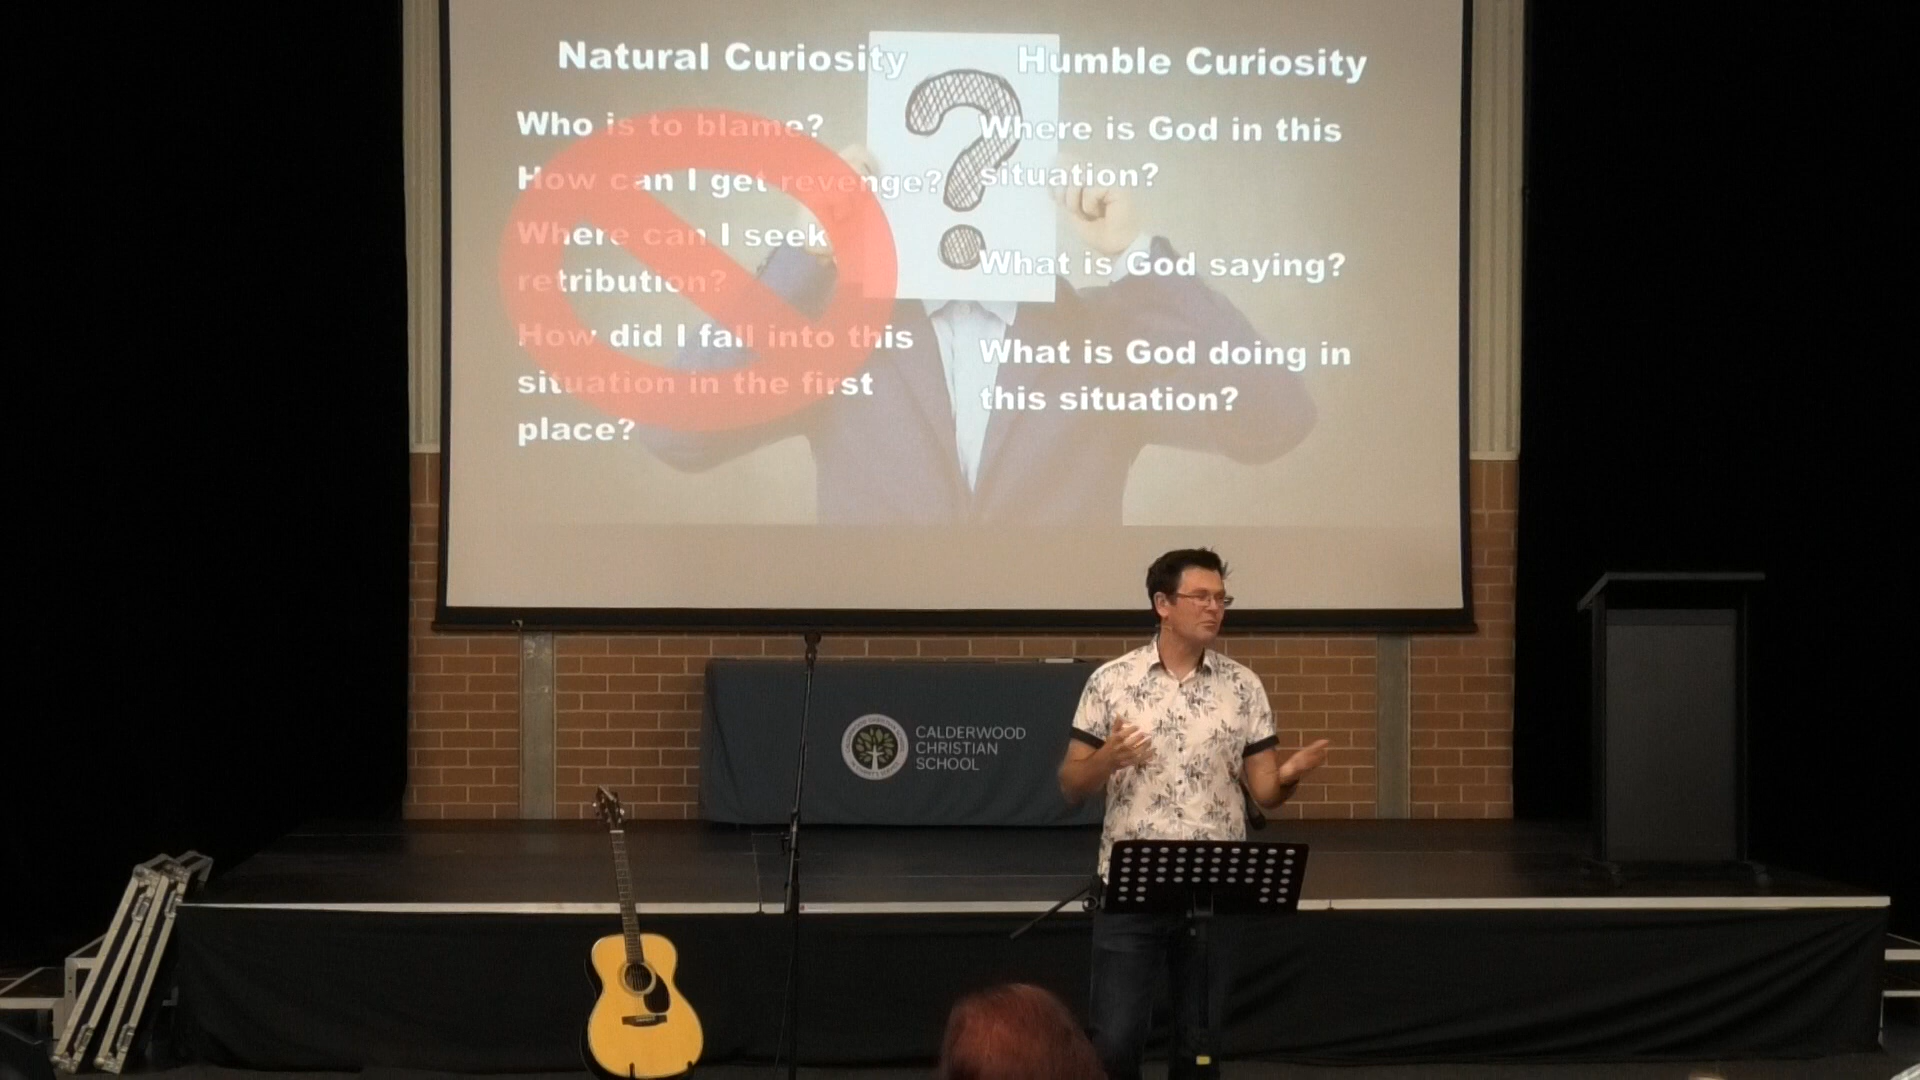 Natural Curiosity
Who is to blame?
How can I get revenge?
Where can I seek
retribution?
How did I fall into this
situation in the first
place?
Humble Curiosity
Where is God in this
situation?
What is God saying?
What is God doing in
this situation?
CALDERWOOD
CHRISTIAN
SCHOOL